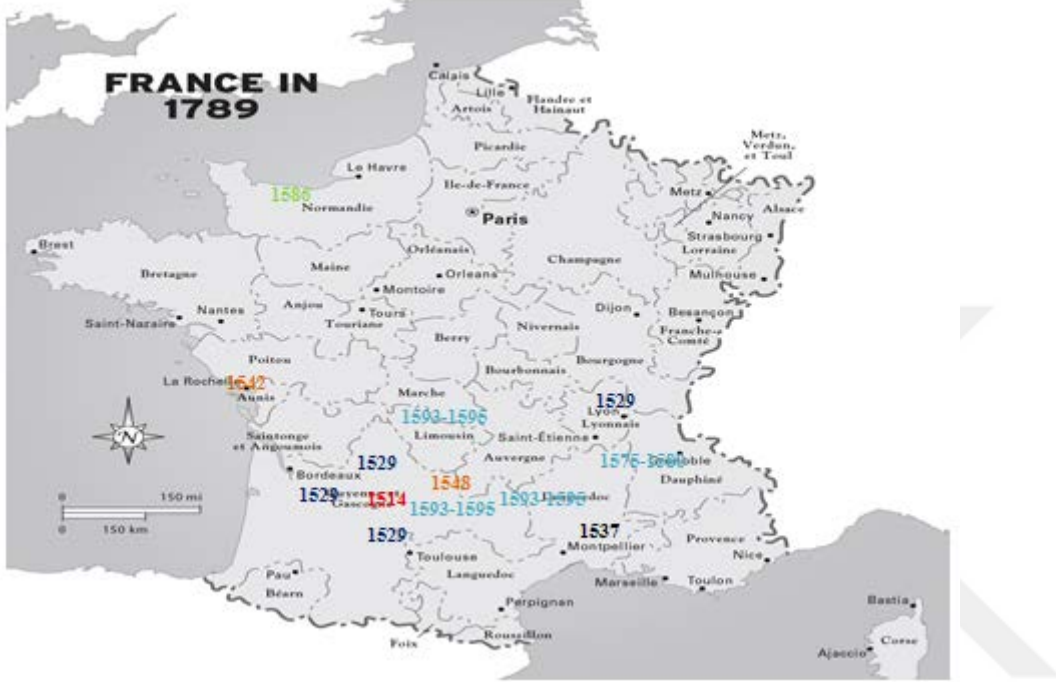 FRANCE IN
1789
Calais
Lille
Artois
Flandre et
Hainaut
Picardie
Metz,
Verdun,
et Toul
Le Havre
1586
Normandie
Ile-de-France
Paris
Metz
Nancy
Alsace
Strasbourg
Lorraine
Mulhouse
Brest
Bretagne
Maine
Orléanais
Orleans
Champagne
Montoire
Anjou
Tours
Touriane
Nantes
Saint-Nazaire
Dijon
Besançon
Franche-
Comté
Nivernais
Berry
Bourgogne
Poitou
Bourbonnais
La Rochelle
1542
Aunis
Marche
1593-1595
Limousin
1529
Lyon
Lyonnais
Saint-Étienne
Auvergne
Saintonge
et Angoumois
N
1529
Bordeaux
1575-1580
Grenoble
Dauphiné
1548
1529
1514
1593-1595
1593-1595
Languedoc
0 150 mi
0 150 km
1529
1537
Montpellier
Provence
Nice
Toulouse
Languedoc
Marseille
Toulon
Pau
Béarn
Perpignan
Roussillon
Foix
Bastia
Corse
Ajaccio